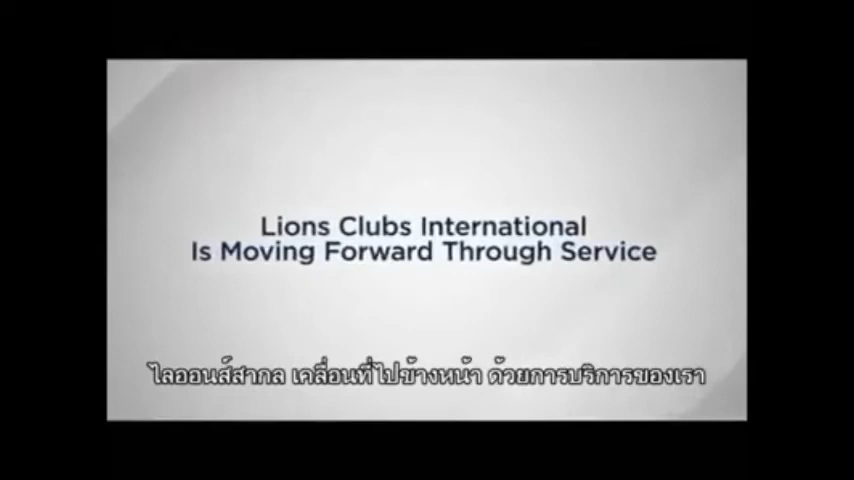 Lions Clubs International
Is Moving Forward Through Service
ไลออนส์สากล เคลื่อนที่ไปข้างหน้า ด้วยการบริการของเรา